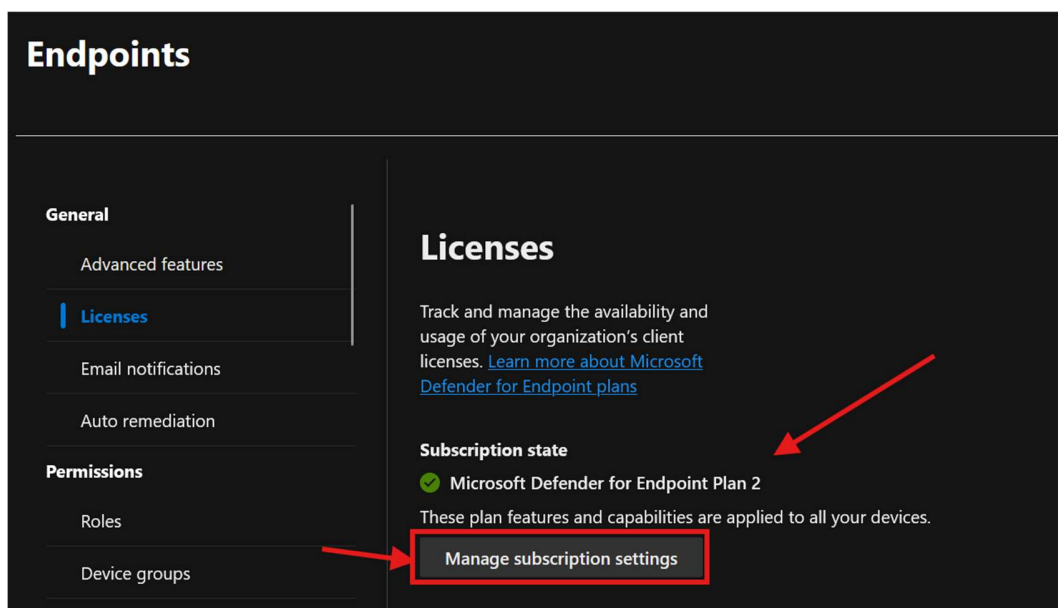 Endpoints
General
Advanced features
Licenses
Email notifications
Auto remediation
Permissions
Roles
Device groups
Licenses
Track and manage the availability and
usage of your organization's client
licenses. Learn more about Microsoft
Defender for Endpoint plans
Subscription state
Microsoft Defender for Endpoint Plan 2
These plan features and capabilities are applied to all your devices.
Manage subscription settings